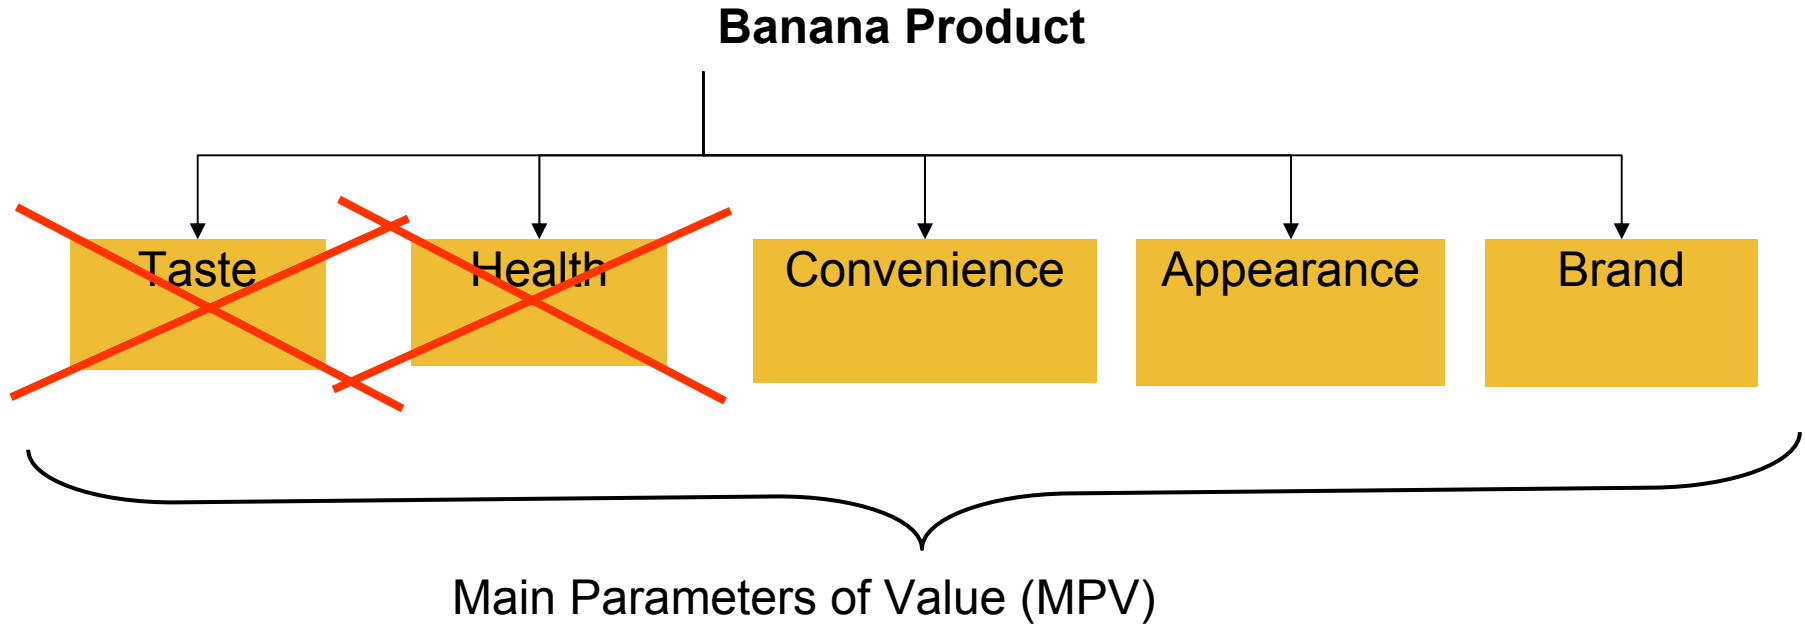 Banana Product
Taste
Health
Convenience
Appearance
Brand
Main Parameters of Value (MPV)